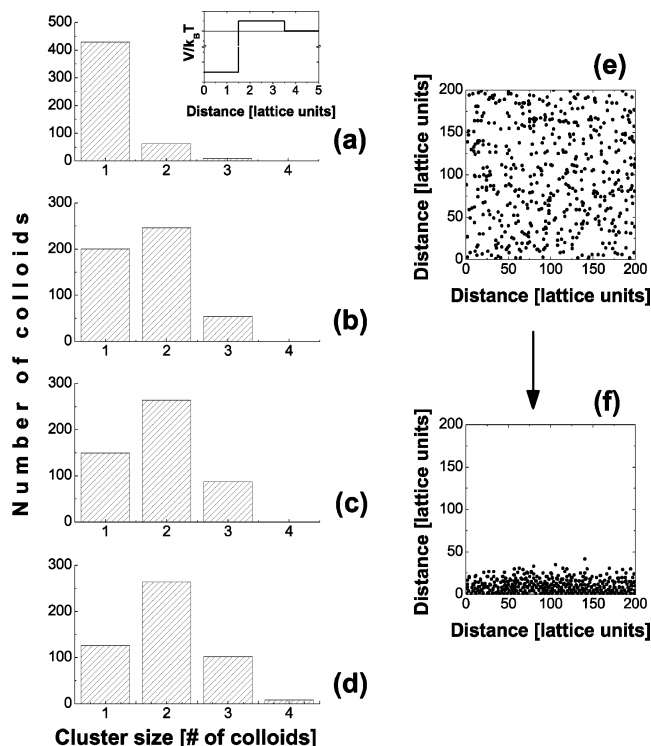 500
400
300
200
100
0
1 2 3 4
V/k_BT
0 1 2 3 4 5
Distance [lattice units]
(a)
300
200
100
0
1 2 3 4
(b)
300
200
100
0
1 2 3 4
(c)
300
200
100
0
1 2 3 4
(d)
Number of colloids
Cluster size [# of colloids]
(e)
200
150
100
50
0
0 50 100 150 200
Distance [lattice units]
Distance [lattice units]
(f)
200
150
100
50
0
0 50 100 150 200
Distance [lattice units]
Distance [lattice units]